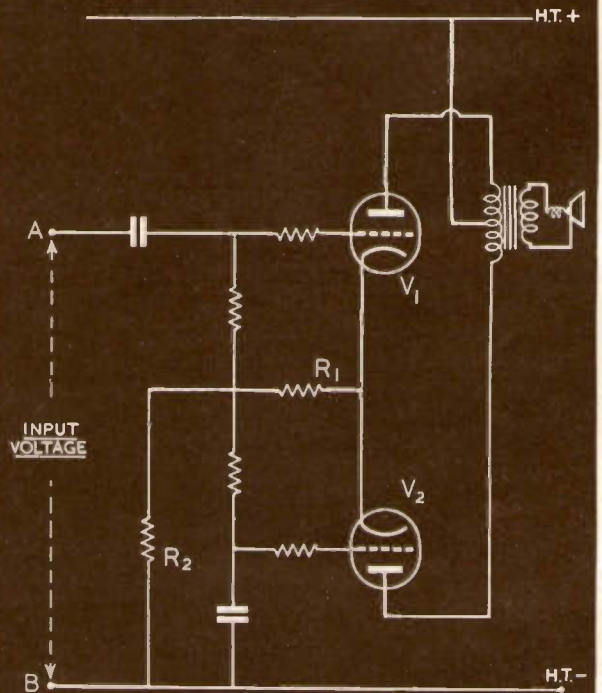 H.T. +
A
V1
R1
INPUT
VOLTAGE
V2
R2
B
H.T. −